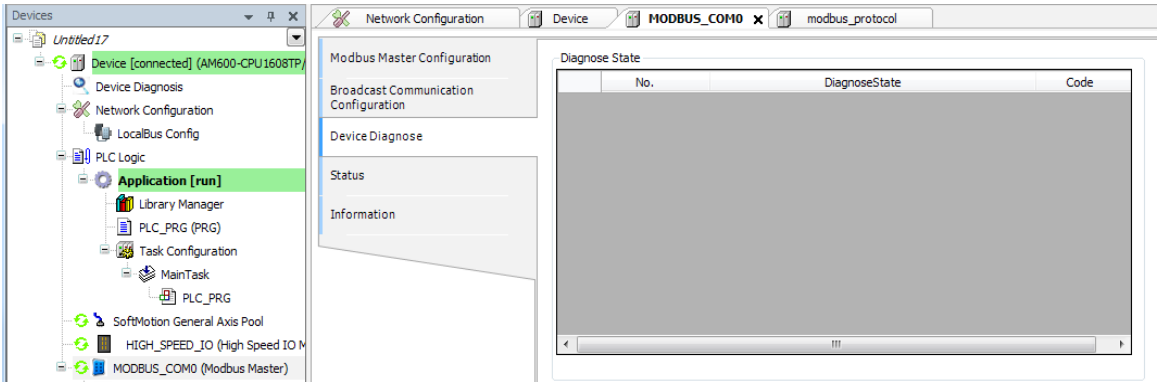 Devices
Untitled17
Device [connected] (AM600-CPU1608TP/
Device Diagnosis
Network Configuration
LocalBus Config
PLC Logic
Application [run]
Library Manager
PLC_PRG (PRG)
Task Configuration
MainTask
PLC_PRG
SoftMotion General Axis Pool
HIGH_SPEED_IO (High Speed IO M
MODBUS_COM0 (Modbus Master)
Network Configuration
Device
MODBUS_COM0
modbus_protocol
Modbus Master Configuration
Broadcast Communication
Configuration
Device Diagnose
Status
Information
Diagnose State
No. DiagnoseState Code